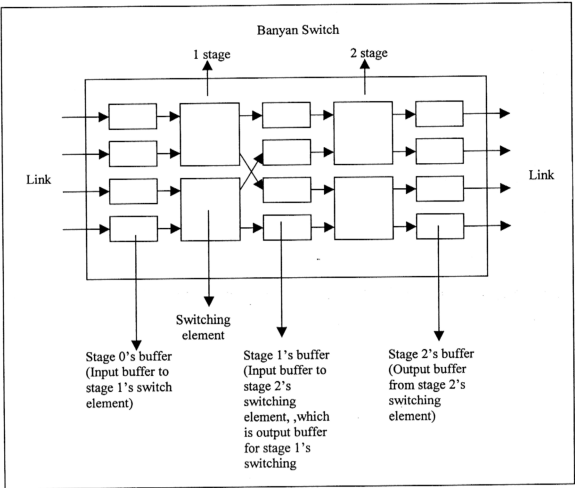 Banyan Switch
1 stage
2 stage
Link
Link
Switching
element
Stage 0's buffer
(Input buffer to
stage 1's switch
element)
Stage 1's buffer
(Input buffer to
stage 2's
switching
element, ,which
is output buffer
for stage 1's
switching
Stage 2's buffer
(Output buffer
from stage 2's
switching
element)